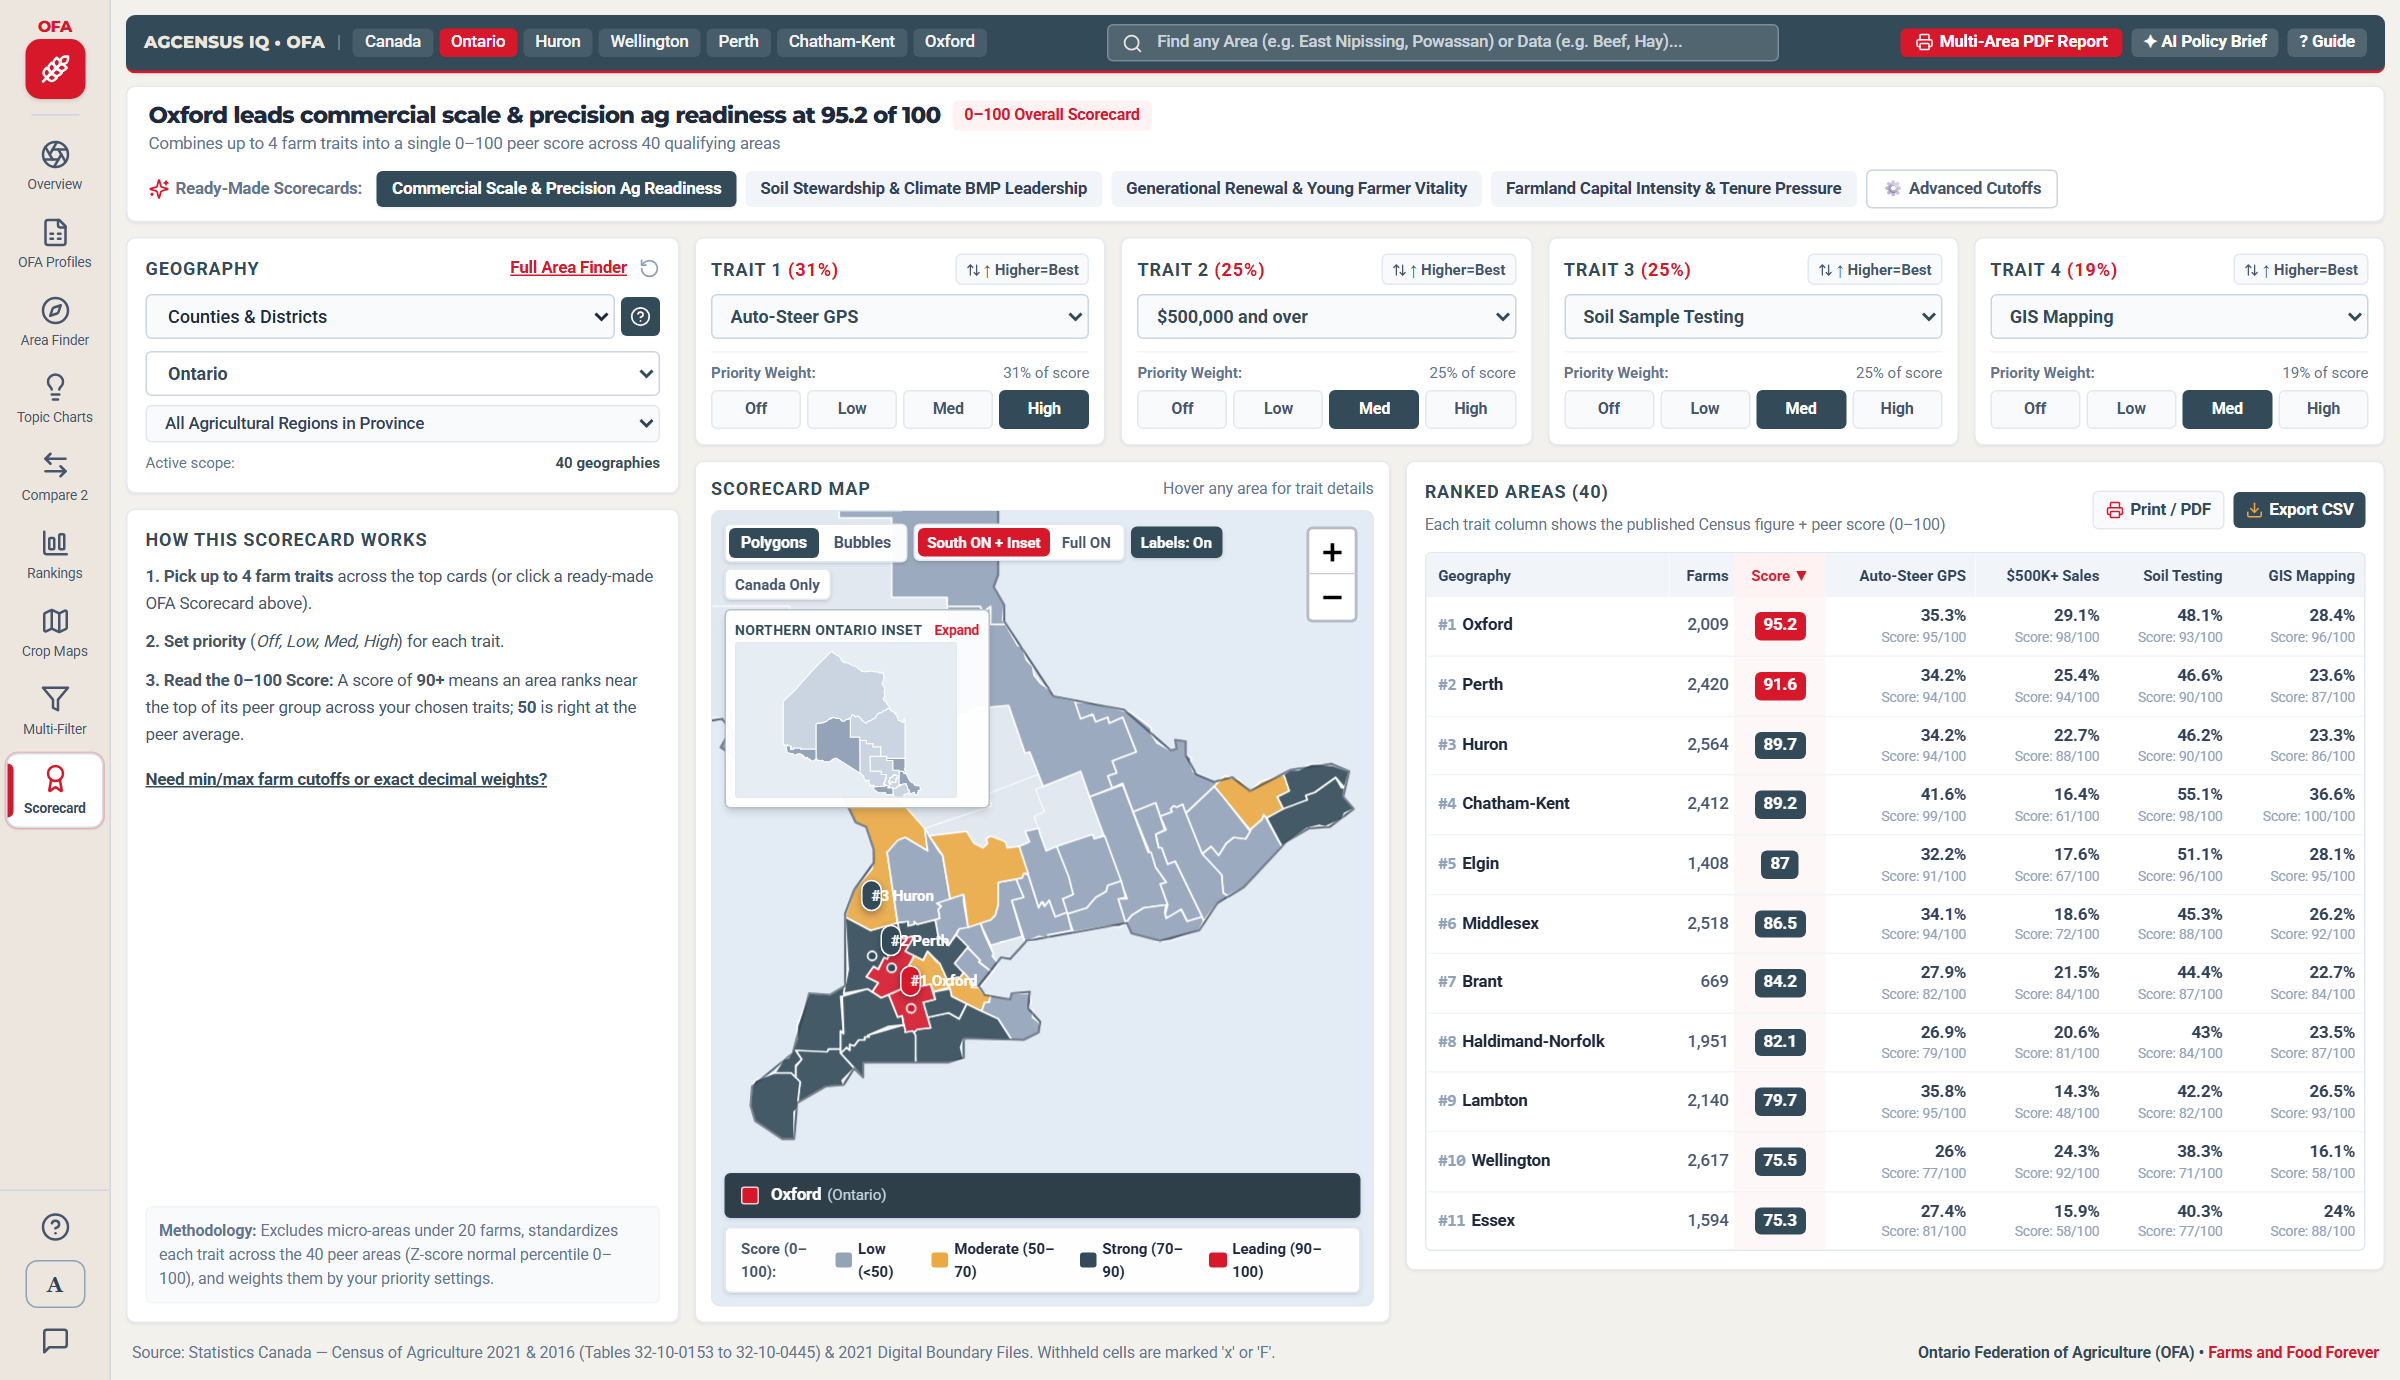 OFA
Overview
OFA Profiles
Area Finder
Topic Charts
Compare 2
Rankings
Crop Maps
Multi-Filter
Scorecard
A
AGCENSUS IQ • OFA | Canada Ontario Huron Wellington Perth Chatham-Kent Oxford
Find any Area (e.g. East Nipissing, Powassan) or Data (e.g. Beef, Hay)...
Multi-Area PDF Report ✦ AI Policy Brief ? Guide
Oxford leads commercial scale & precision ag readiness at 95.2 of 100 0–100 Overall Scorecard
Combines up to 4 farm traits into a single 0–100 peer score across 40 qualifying areas
Ready-Made Scorecards: Commercial Scale & Precision Ag Readiness Soil Stewardship & Climate BMP Leadership Generational Renewal & Young Farmer Vitality Farmland Capital Intensity & Tenure Pressure Advanced Cutoffs
GEOGRAPHY Full Area Finder
Counties & Districts
Ontario
All Agricultural Regions in Province
Active scope: 40 geographies
HOW THIS SCORECARD WORKS
1. Pick up to 4 farm traits across the top cards (or click a ready-made
OFA Scorecard above).
2. Set priority (Off, Low, Med, High) for each trait.
3. Read the 0–100 Score: A score of 90+ means an area ranks near
the top of its peer group across your chosen traits; 50 is right at the
peer average.
Need min/max farm cutoffs or exact decimal weights?
Methodology: Excludes micro-areas under 20 farms, standardizes
each trait across the 40 peer areas (Z-score normal percentile 0–
100), and weights them by your priority settings.
TRAIT 1 (31%) ↑ Higher=Best
Auto-Steer GPS
Priority Weight: 31% of score
Off Low Med High
TRAIT 2 (25%) ↑ Higher=Best
$500,000 and over
Priority Weight: 25% of score
Off Low Med High
TRAIT 3 (25%) ↑ Higher=Best
Soil Sample Testing
Priority Weight: 25% of score
Off Low Med High
TRAIT 4 (19%) ↑ Higher=Best
GIS Mapping
Priority Weight: 19% of score
Off Low Med High
SCORECARD MAP Hover any area for trait details
Polygons Bubbles South ON + Inset Full ON Labels: On
Canada Only
+
−
NORTHERN ONTARIO INSET Expand
#3 Huron
#2 Perth
#1 Oxford
Oxford (Ontario)
Score (0–
100):
Low
(<50)
Moderate (50–
70)
Strong (70–
90)
Leading (90–
100)
RANKED AREAS (40)
Each trait column shows the published Census figure + peer score (0–100)
Print / PDF Export CSV
Geography Farms Score ▼ Auto-Steer GPS $500K+ Sales Soil Testing GIS Mapping
#1 Oxford 2,009 95.2 35.3% 29.1% 48.1% 28.4%
Score: 95/100 Score: 98/100 Score: 93/100 Score: 96/100
#2 Perth 2,420 91.6 34.2% 25.4% 46.6% 23.6%
Score: 94/100 Score: 94/100 Score: 90/100 Score: 87/100
#3 Huron 2,564 89.7 34.2% 22.7% 46.2% 23.3%
Score: 94/100 Score: 88/100 Score: 90/100 Score: 86/100
#4 Chatham-Kent 2,412 89.2 41.6% 16.4% 55.1% 36.6%
Score: 99/100 Score: 61/100 Score: 98/100 Score: 100/100
#5 Elgin 1,408 87 32.2% 17.6% 51.1% 28.1%
Score: 91/100 Score: 67/100 Score: 96/100 Score: 95/100
#6 Middlesex 2,518 86.5 34.1% 18.6% 45.3% 26.2%
Score: 94/100 Score: 72/100 Score: 88/100 Score: 92/100
#7 Brant 669 84.2 27.9% 21.5% 44.4% 22.7%
Score: 82/100 Score: 84/100 Score: 87/100 Score: 84/100
#8 Haldimand-Norfolk 1,951 82.1 26.9% 20.6% 43% 23.5%
Score: 79/100 Score: 81/100 Score: 84/100 Score: 87/100
#9 Lambton 2,140 79.7 35.8% 14.3% 42.2% 26.5%
Score: 95/100 Score: 48/100 Score: 82/100 Score: 93/100
#10 Wellington 2,617 75.5 26% 24.3% 38.3% 16.1%
Score: 77/100 Score: 92/100 Score: 71/100 Score: 58/100
#11 Essex 1,594 75.3 27.4% 15.9% 40.3% 24%
Score: 81/100 Score: 58/100 Score: 77/100 Score: 88/100
Source: Statistics Canada — Census of Agriculture 2021 & 2016 (Tables 32-10-0153 to 32-10-0445) & 2021 Digital Boundary Files. Withheld cells are marked 'x' or 'F'.
Ontario Federation of Agriculture (OFA) • Farms and Food Forever